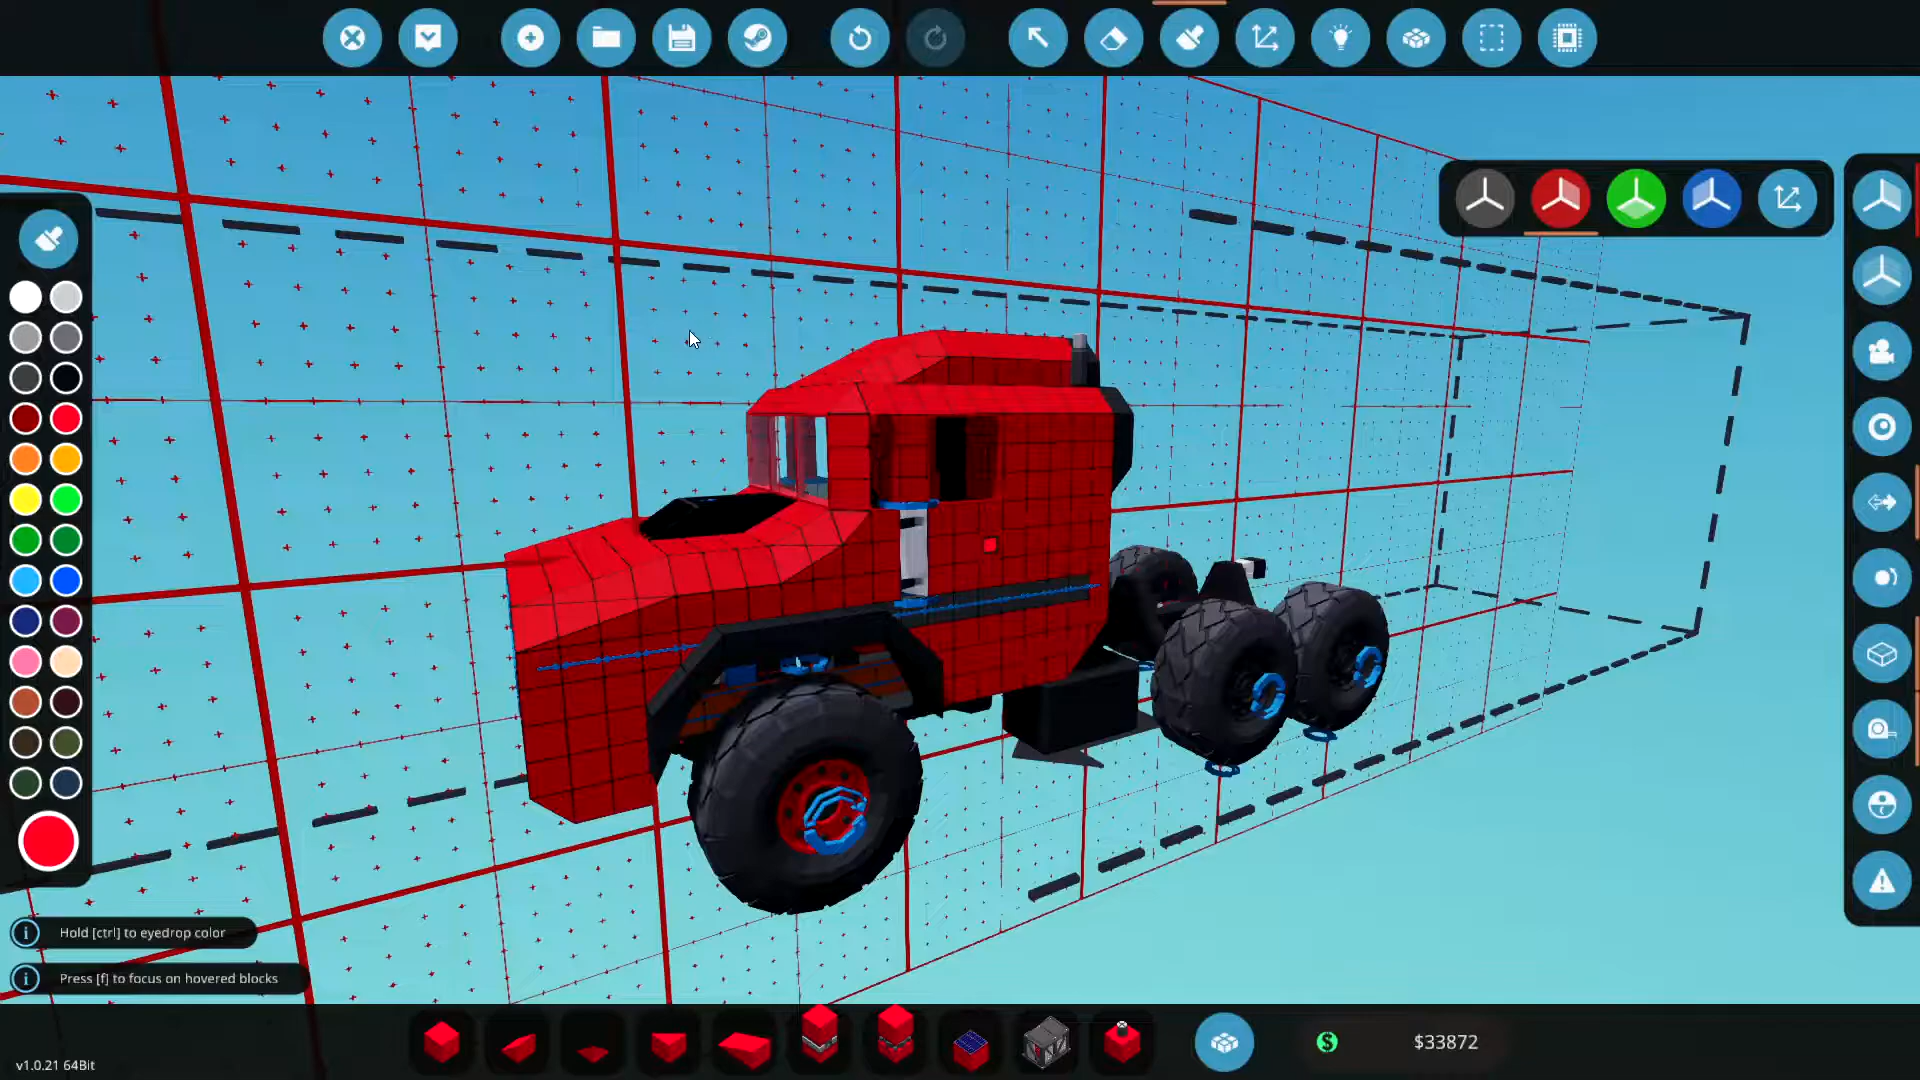 Hold [ctrl] to eyedrop color
Press [f] to focus on hovered blocks
$ $33872
v1.0.21 64Bit